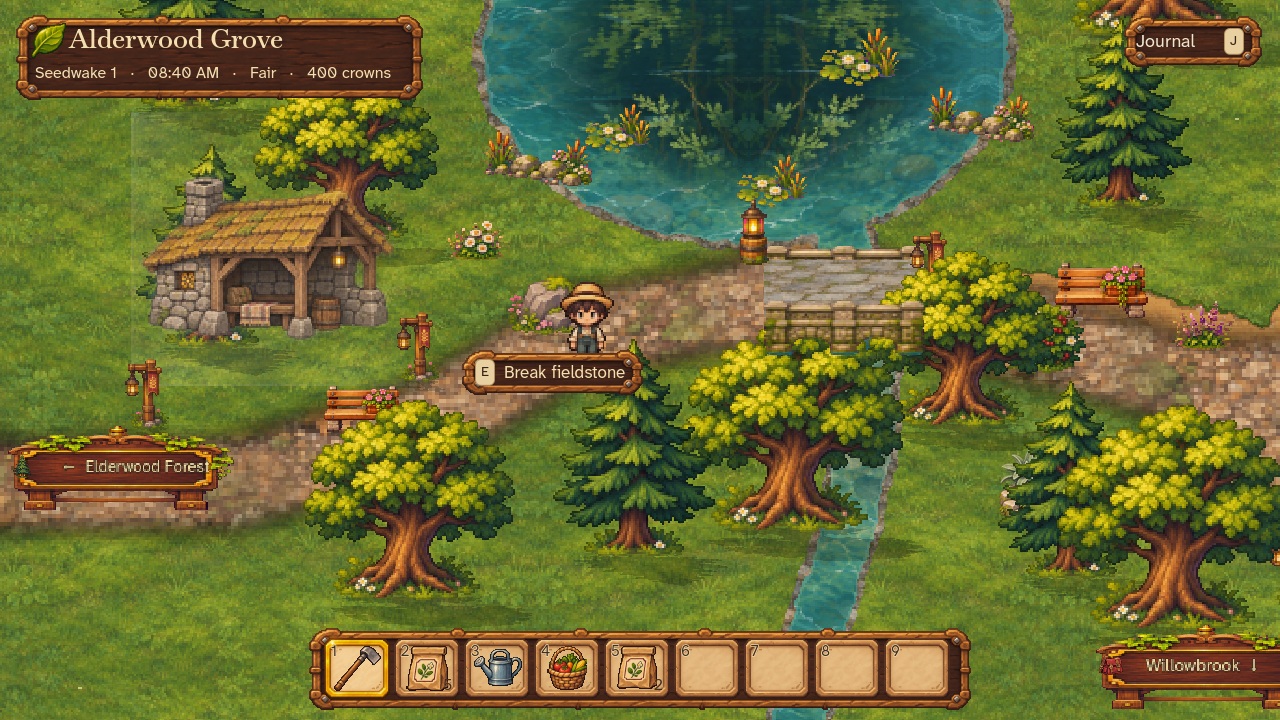 Alderwood Grove
Seedwake 1 · 08:40 AM · Fair · 400 crowns
Journal J
E Break fieldstone
← Elderwood Forest
Willowbrook ↓
1 2 3 4 5 6 7 8 9